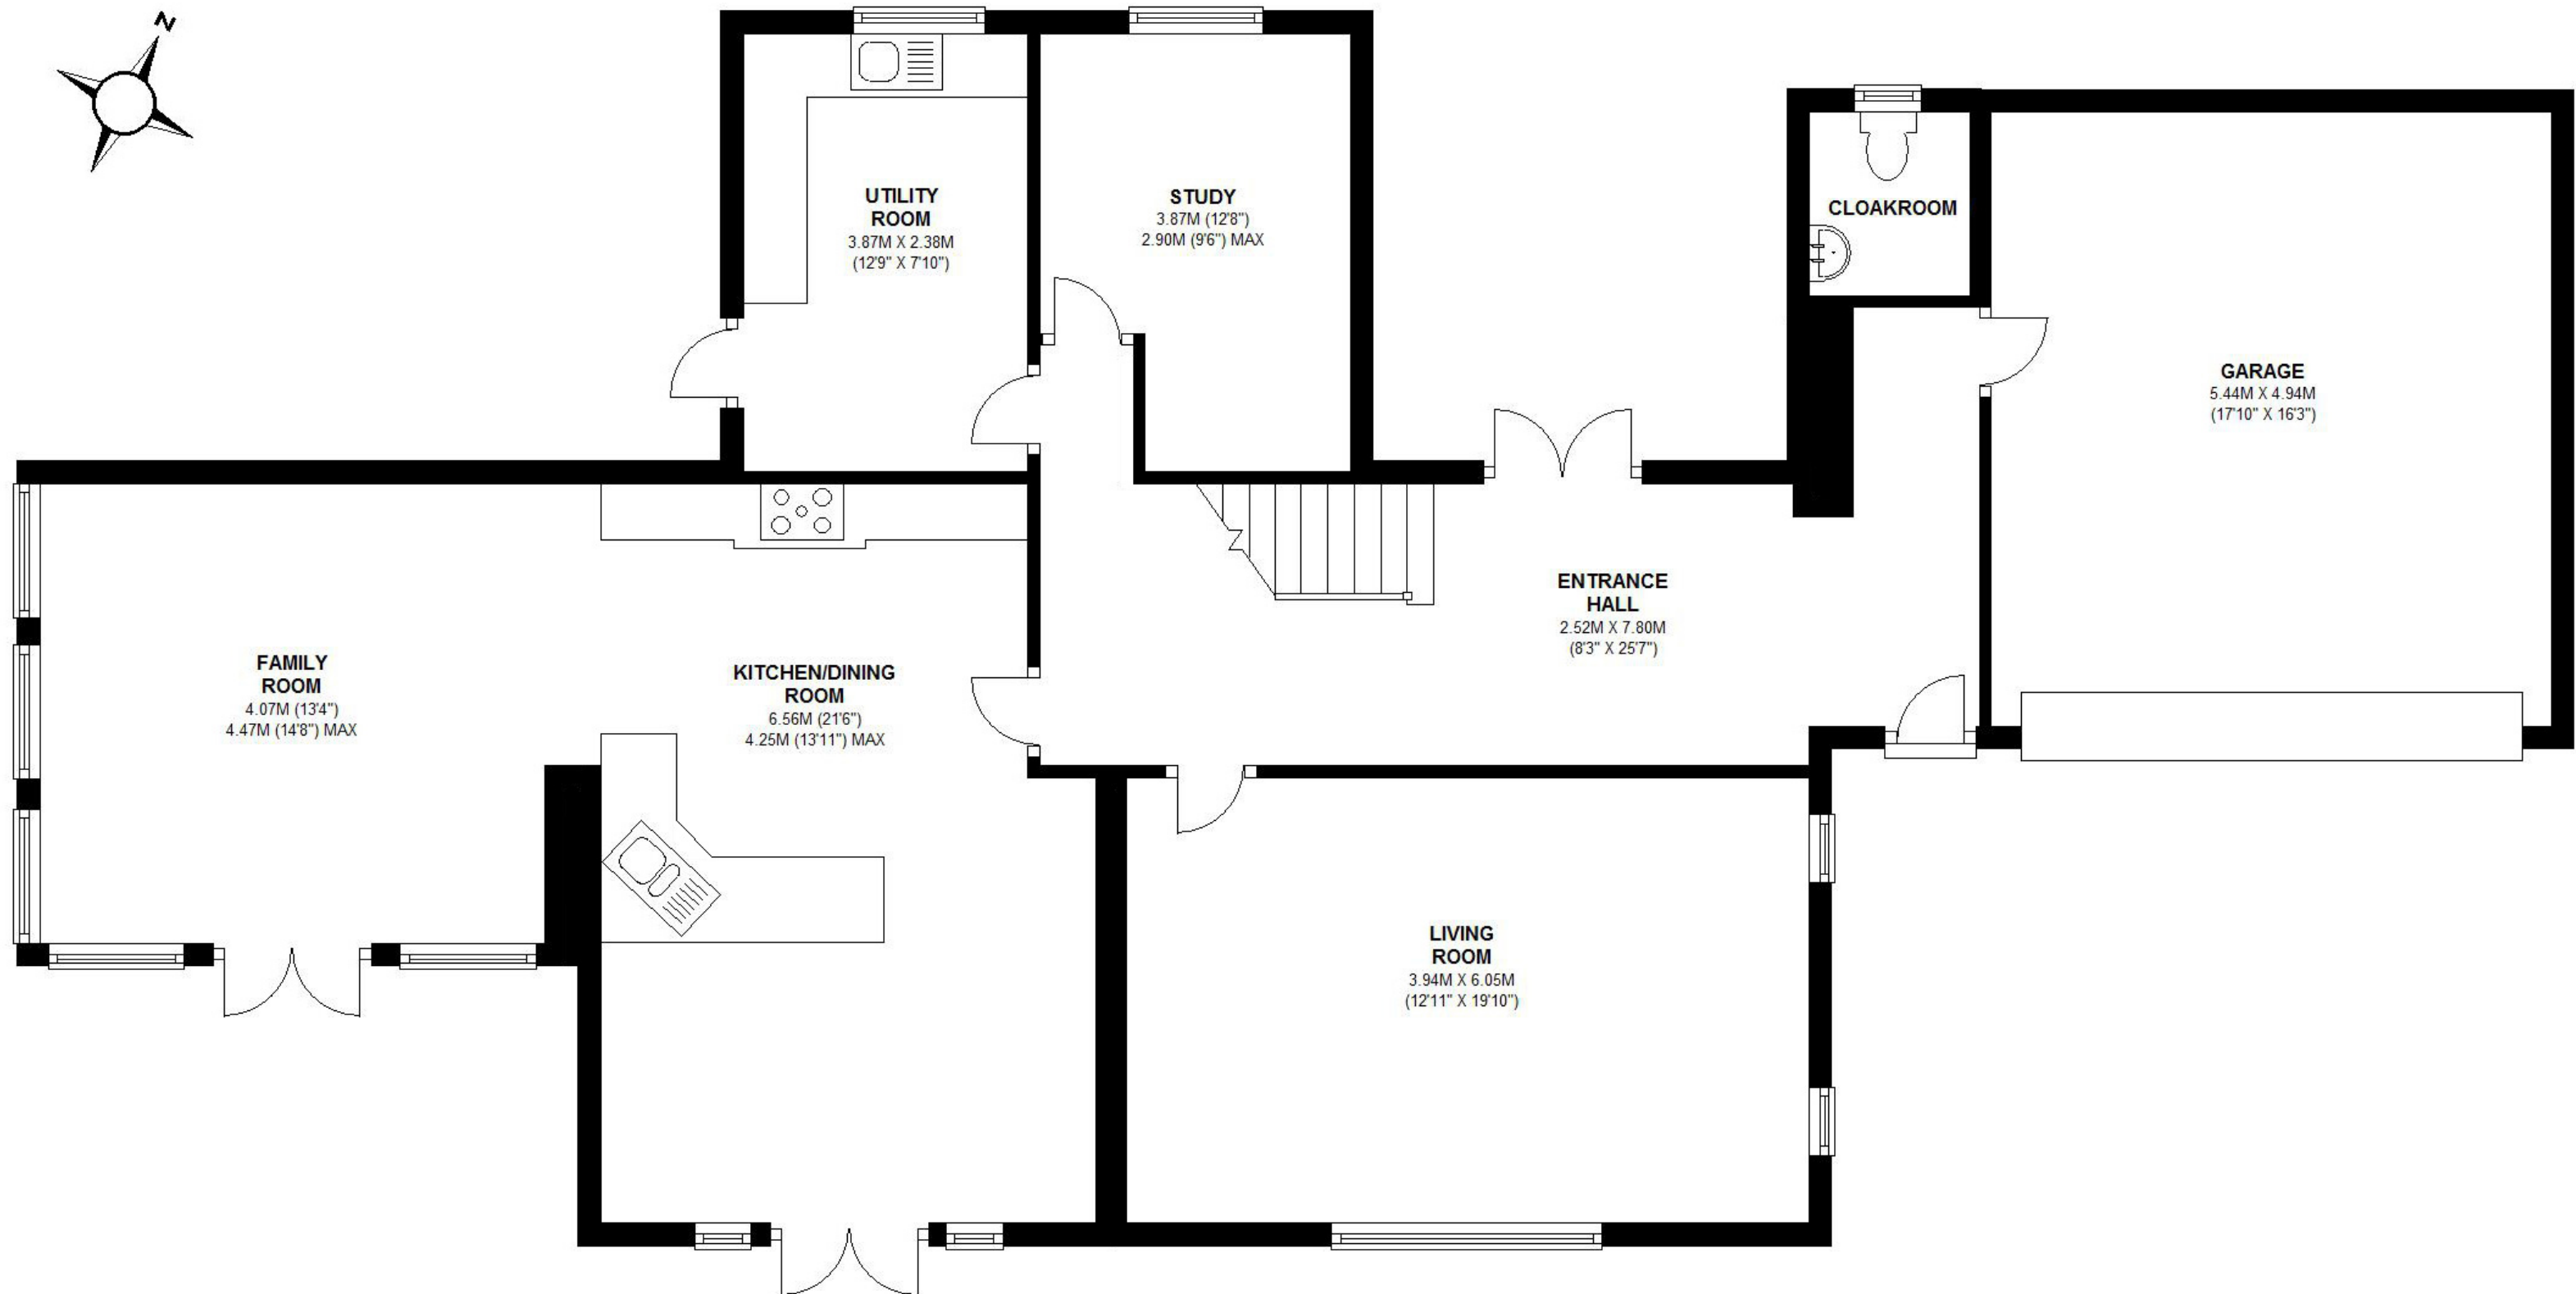 N
UTILITY
ROOM
3.87M X 2.38M
(12'9" X 7'10")
STUDY
3.87M (12'8")
2.90M (9'6") MAX
CLOAKROOM
GARAGE
5.44M X 4.94M
(17'10" X 16'3")
ENTRANCE
HALL
2.52M X 7.80M
(8'3" X 25'7")
FAMILY
ROOM
4.07M (13'4")
4.47M (14'8") MAX
KITCHEN/DINING
ROOM
6.56M (21'6")
4.25M (13'11") MAX
LIVING
ROOM
3.94M X 6.05M
(12'11" X 19'10")